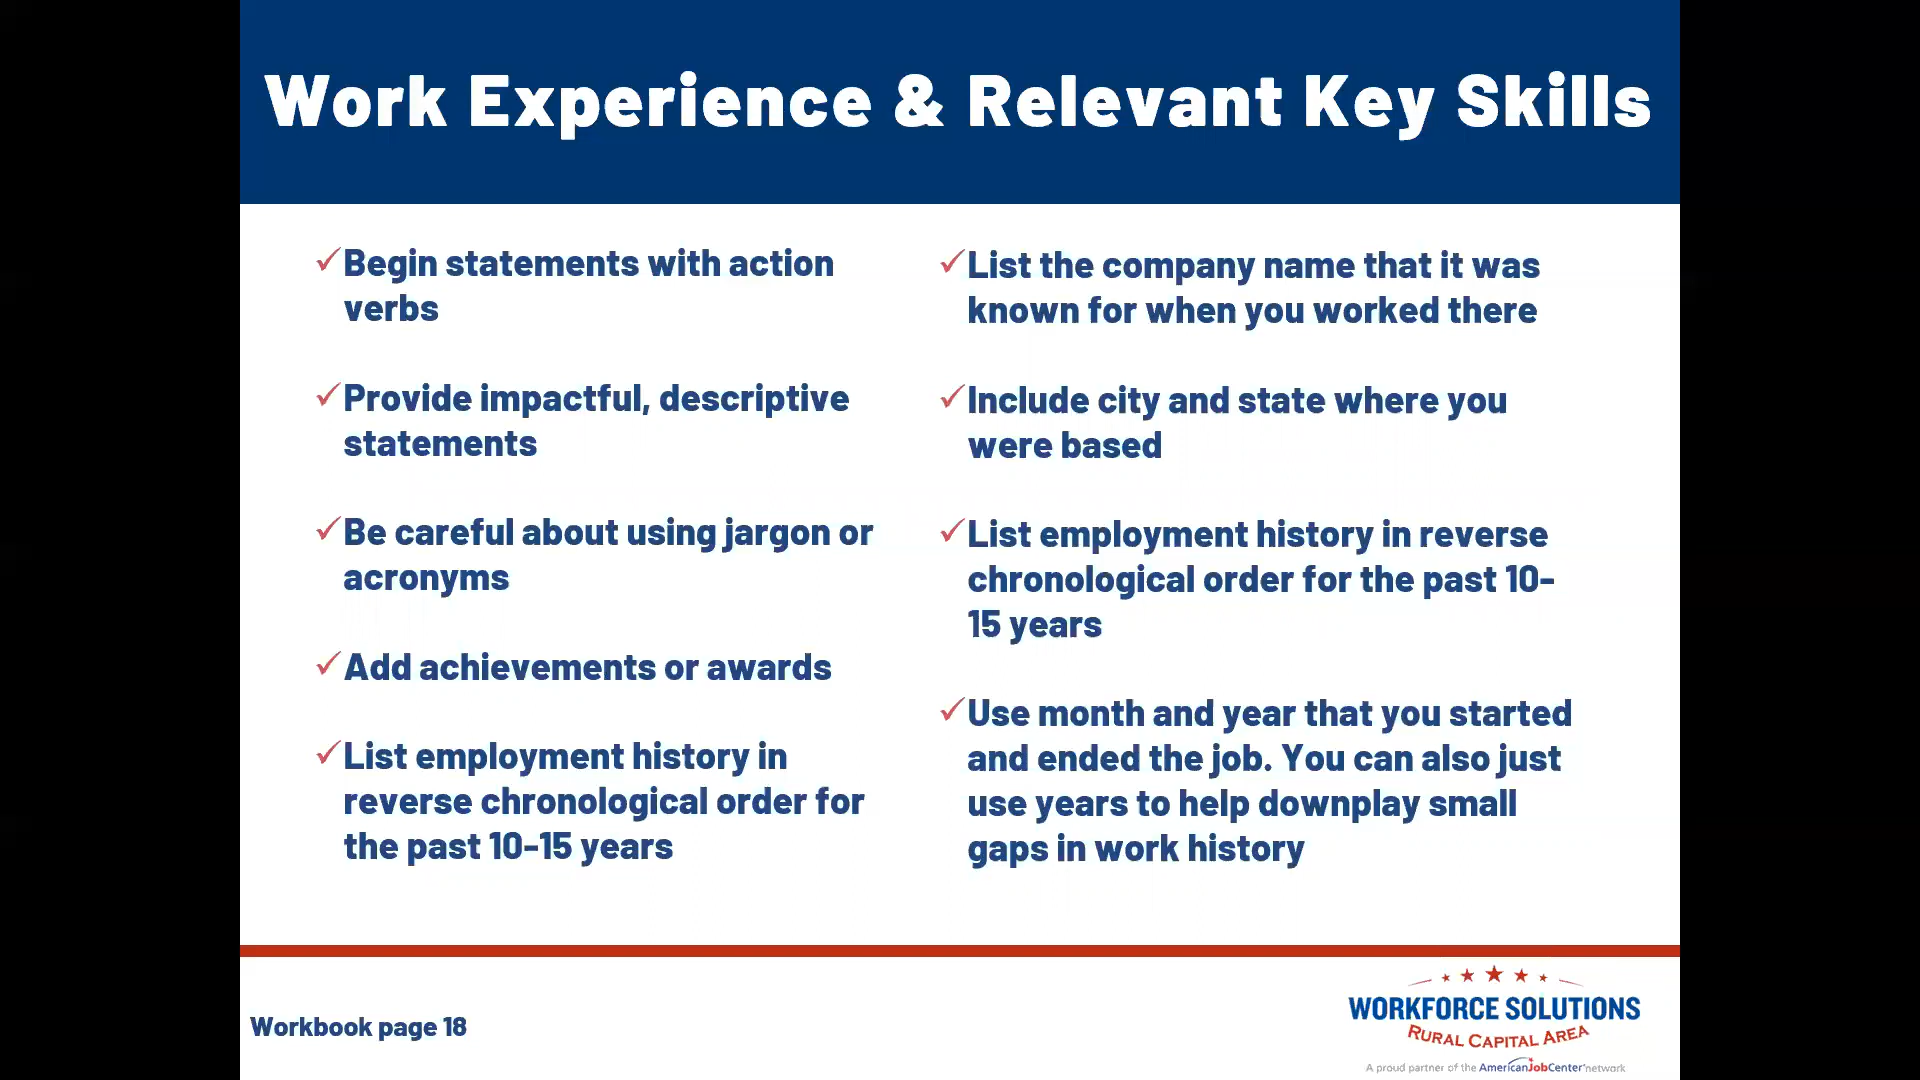 Work Experience & Relevant Key Skills
✓Begin statements with action
verbs
✓Provide impactful, descriptive
statements
✓Be careful about using jargon or
acronyms
✓Add achievements or awards
✓List employment history in
reverse chronological order for
the past 10-15 years
✓List the company name that it was
known for when you worked there
✓Include city and state where you
were based
✓List employment history in reverse
chronological order for the past 10-
15 years
✓Use month and year that you started
and ended the job. You can also just
use years to help downplay small
gaps in work history
Workbook page 18
WORKFORCE SOLUTIONS
RURAL CAPITAL AREA
A proud partner of the AmericanJobCenter network